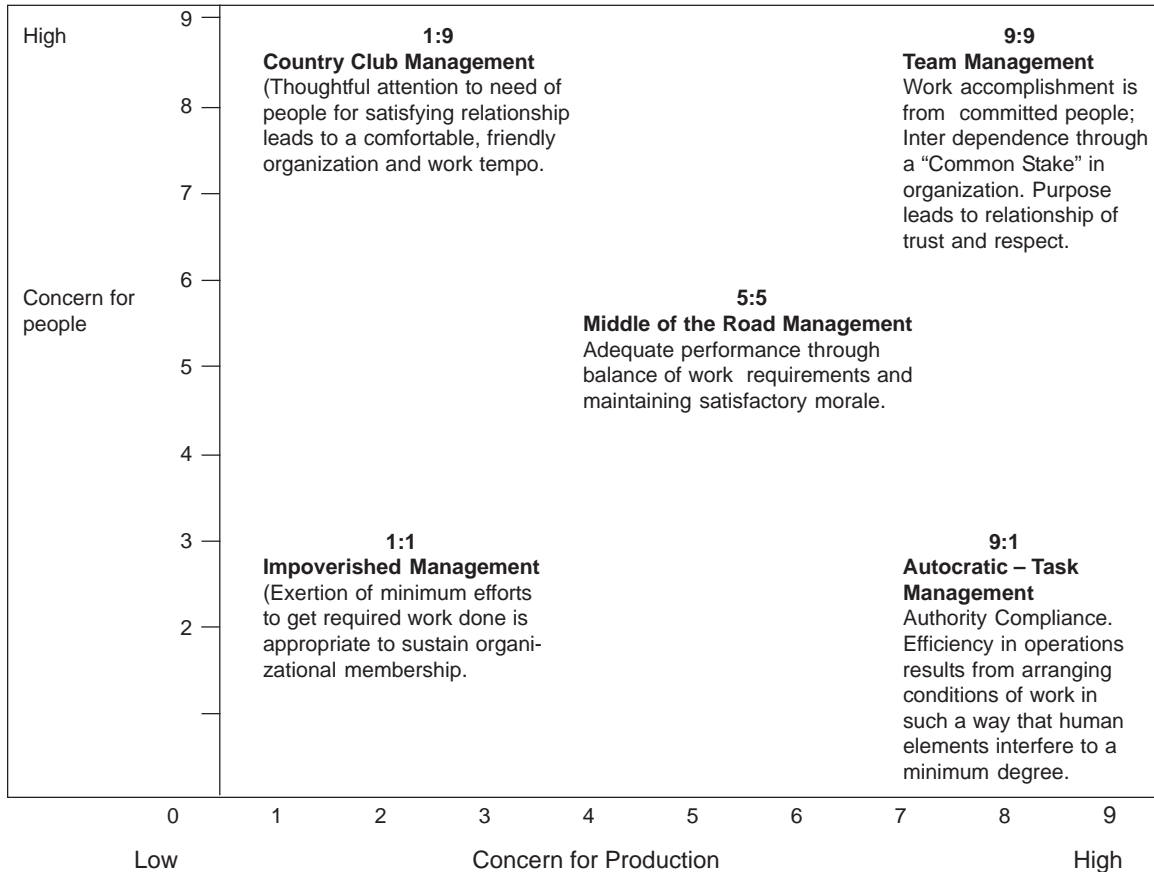 9
High
1:9
Country Club Management
(Thoughtful attention to need of
people for satisfying relationship
leads to a comfortable, friendly
organization and work tempo.
9:9
Team Management
Work accomplishment is
from committed people;
Inter dependence through
a “Common Stake” in
organization. Purpose
leads to relationship of
trust and respect.
8
7
6
Concern for
people
5:5
Middle of the Road Management
Adequate performance through
balance of work requirements and
maintaining satisfactory morale.
5
4
3
1:1
Impoverished Management
(Exertion of minimum efforts
to get required work done is
appropriate to sustain organi-
zational membership.
9:1
Autocratic – Task
Management
Authority Compliance.
Efficiency in operations
results from arranging
conditions of work in
such a way that human
elements interfere to a
minimum degree.
2
0 1 2 3 4 5 6 7 8 9
Low Concern for Production High